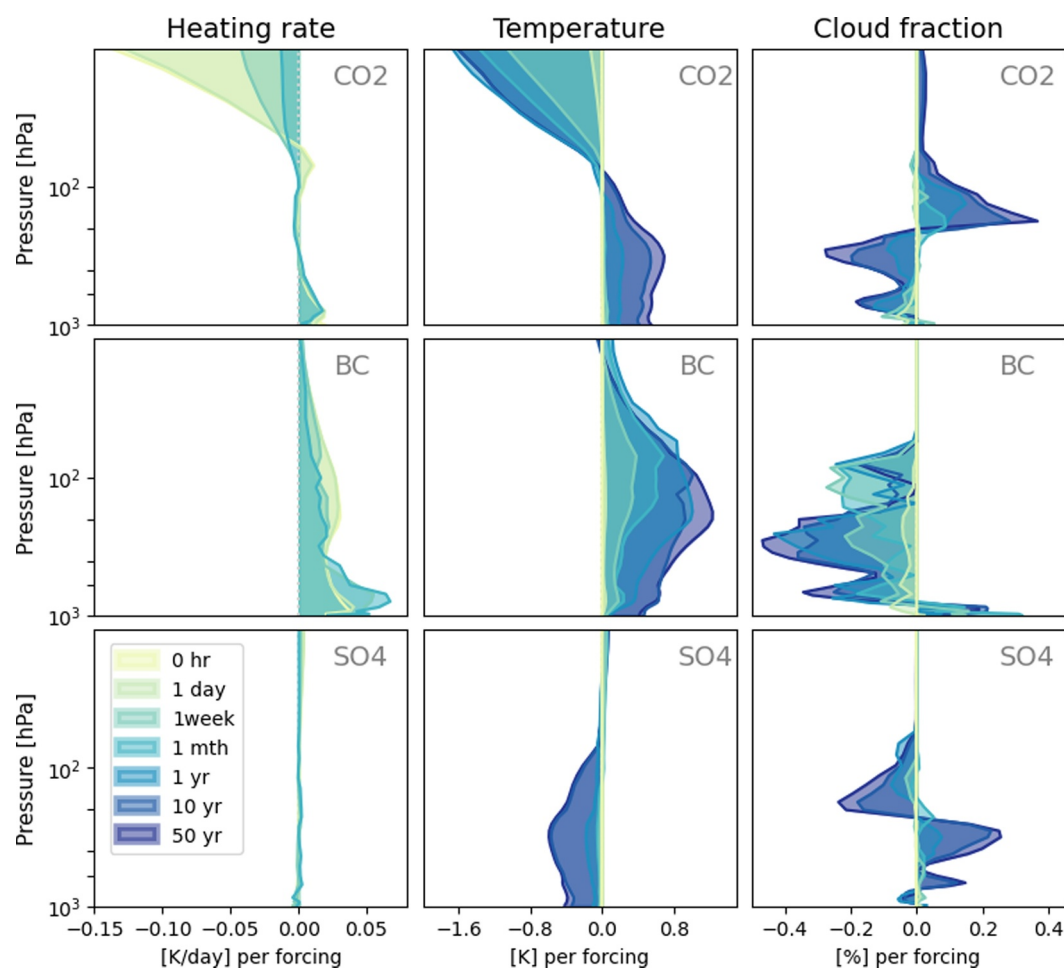 Heating rate
Temperature
Cloud fraction
Pressure [hPa]
10²
10³
CO2
CO2
CO2
Pressure [hPa]
10²
10³
BC
BC
BC
Pressure [hPa]
10²
10³
SO4
SO4
SO4
0 hr
1 day
1week
1 mth
1 yr
10 yr
50 yr
−0.15 −0.10 −0.05 0.00 0.05
−1.6 −0.8 0.0 0.8
−0.4 −0.2 0.0 0.2 0.4
[K/day] per forcing
[K] per forcing
[%] per forcing